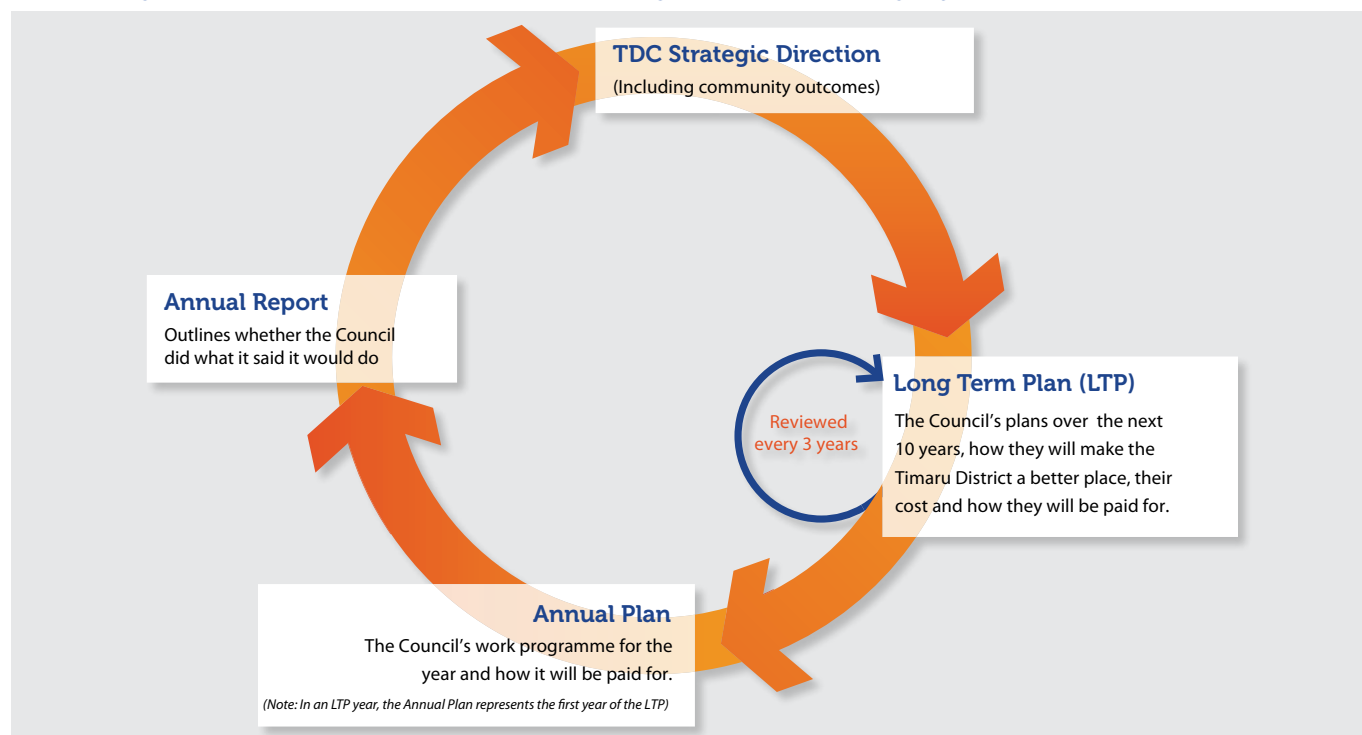 TDC Strategic Direction
(Including community outcomes)
Annual Report
Outlines whether the Council
did what it said it would do
Reviewed
every 3 years
Long Term Plan (LTP)
The Council's plans over the next
10 years, how they will make the
Timaru District a better place, their
cost and how they will be paid for.
Annual Plan
The Council's work programme for the
year and how it will be paid for.
(Note: In an LTP year, the Annual Plan represents the first year of the LTP)